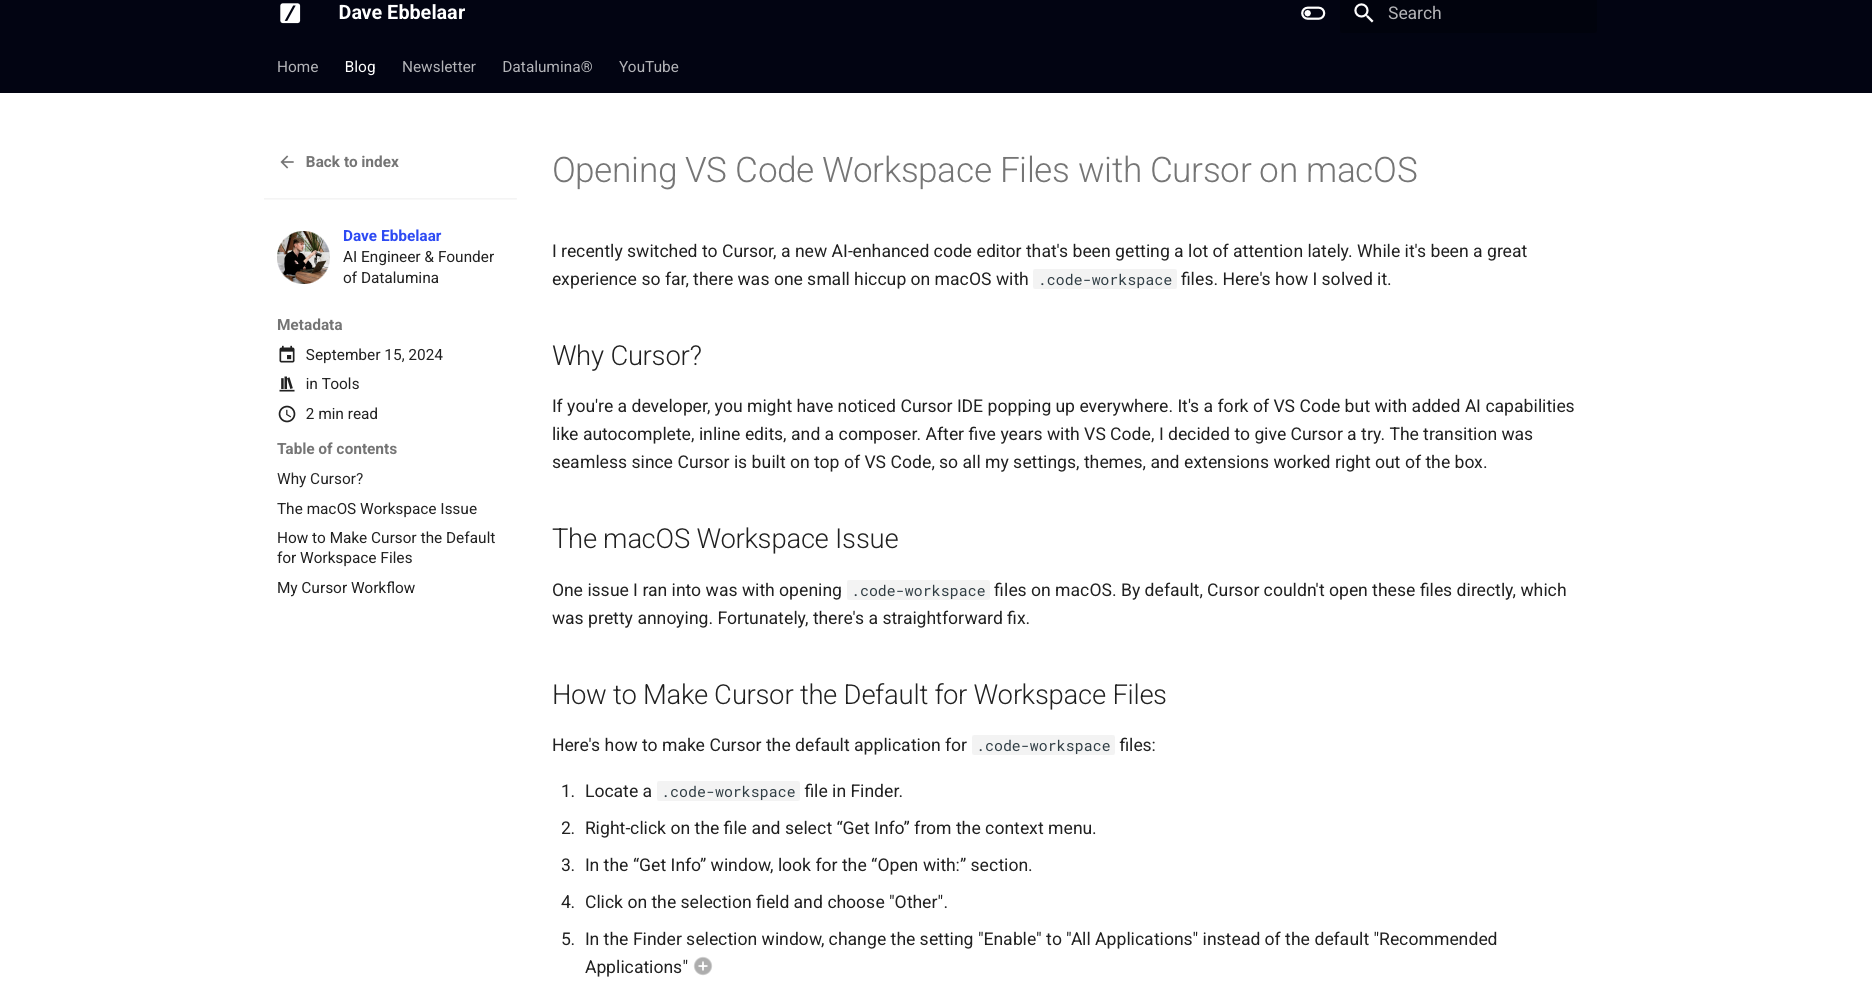 Dave Ebbelaar
Search
Home Blog Newsletter Datalumina® YouTube
Back to index
Dave Ebbelaar
AI Engineer & Founder
of Datalumina
Metadata
September 15, 2024
in Tools
2 min read
Table of contents
Why Cursor?
The macOS Workspace Issue
How to Make Cursor the Default
for Workspace Files
My Cursor Workflow
Opening VS Code Workspace Files with Cursor on macOS
I recently switched to Cursor, a new AI-enhanced code editor that's been getting a lot of attention lately. While it's been a great
experience so far, there was one small hiccup on macOS with .code-workspace files. Here's how I solved it.
Why Cursor?
If you're a developer, you might have noticed Cursor IDE popping up everywhere. It's a fork of VS Code but with added AI capabilities
like autocomplete, inline edits, and a composer. After five years with VS Code, I decided to give Cursor a try. The transition was
seamless since Cursor is built on top of VS Code, so all my settings, themes, and extensions worked right out of the box.
The macOS Workspace Issue
One issue I ran into was with opening .code-workspace files on macOS. By default, Cursor couldn't open these files directly, which
was pretty annoying. Fortunately, there's a straightforward fix.
How to Make Cursor the Default for Workspace Files
Here's how to make Cursor the default application for .code-workspace files:
1. Locate a .code-workspace file in Finder.
2. Right-click on the file and select “Get Info” from the context menu.
3. In the “Get Info” window, look for the “Open with:” section.
4. Click on the selection field and choose "Other".
5. In the Finder selection window, change the setting "Enable" to "All Applications" instead of the default "Recommended
Applications"